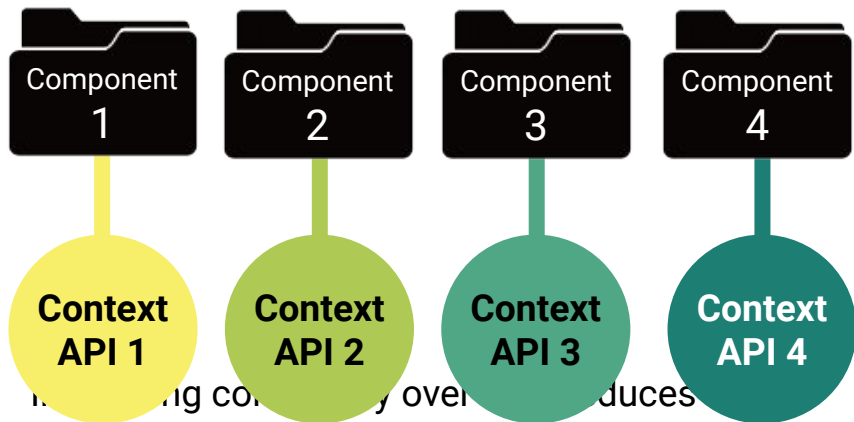 Component
1
Component
2
Component
3
Component
4
Context
API 1
Context
API 2
Context
API 3
Context
API 4
over